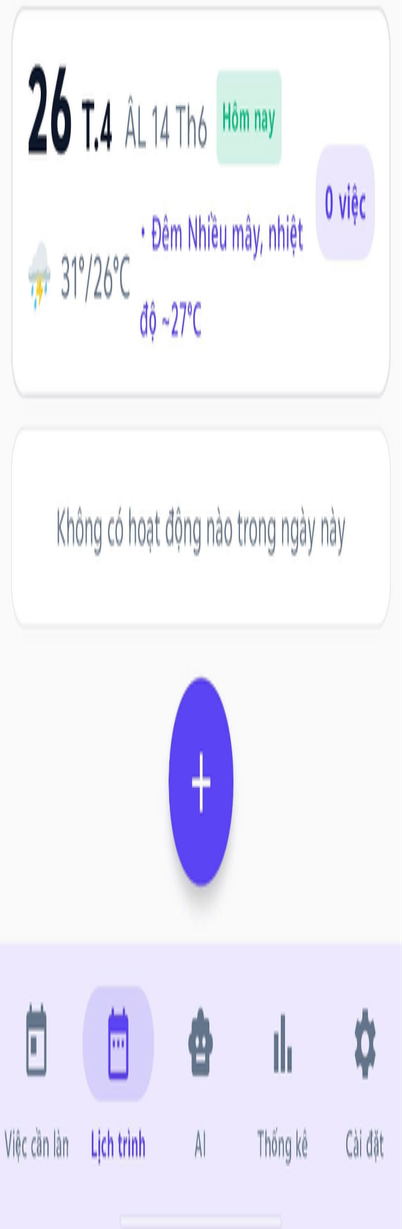 26 T.4 ÂL 14 Th6 Hôm nay
0 việc
31°/26°C
• Đêm Nhiều mây, nhiệt
độ ~27°C
Không có hoạt động nào trong ngày này
+
Việc cần làn
Lịch trình
AI
Thống kê
Cài đặt